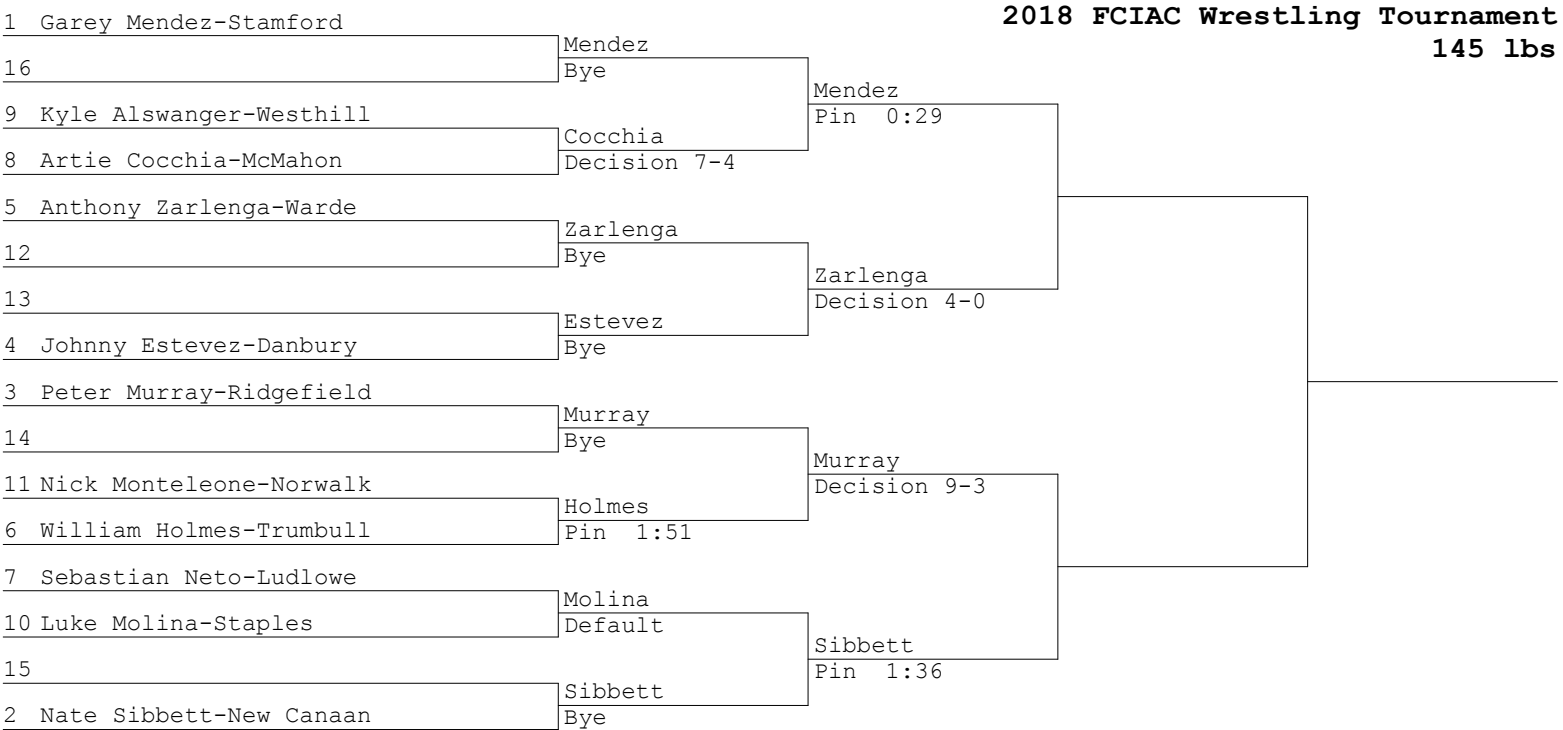 2018 FCIAC Wrestling Tournament
145 lbs
1 Garey Mendez-Stamford
16
9 Kyle Alswanger-Westhill
8 Artie Cocchia-McMahon
5 Anthony Zarlenga-Warde
12
13
4 Johnny Estevez-Danbury
3 Peter Murray-Ridgefield
14
11 Nick Monteleone-Norwalk
6 William Holmes-Trumbull
7 Sebastian Neto-Ludlowe
10 Luke Molina-Staples
15
2 Nate Sibbett-New Canaan
Mendez
Bye
Cocchia
Decision 7-4
Zarlenga
Bye
Estevez
Bye
Murray
Bye
Holmes
Pin 1:51
Molina
Default
Sibbett
Bye
Mendez
Pin 0:29
Zarlenga
Decision 4-0
Murray
Decision 9-3
Sibbett
Pin 1:36